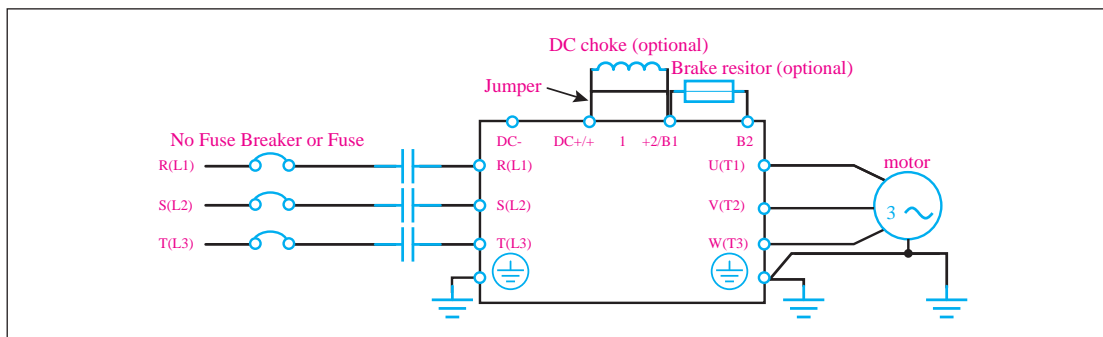 DC choke (optional)
Brake resitor (optional)
Jumper
No Fuse Breaker or Fuse
DC- DC+/+ 1 +2/B1 B2
R(L1) R(L1) U(T1) motor
S(L2) S(L2) V(T2) 3
T(L3) T(L3) W(T3)